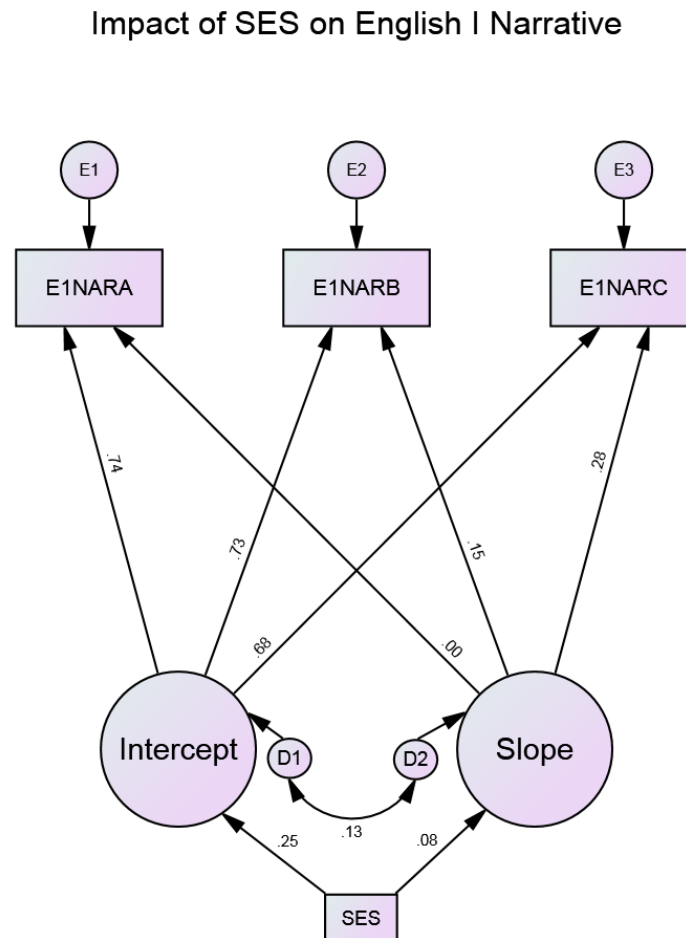 Impact of SES on English I Narrative
E1
E2
E3
E1NARA
E1NARB
E1NARC
.74
.73
.68
.00
.15
.28
Intercept
D1
D2
Slope
.13
.25
.08
SES